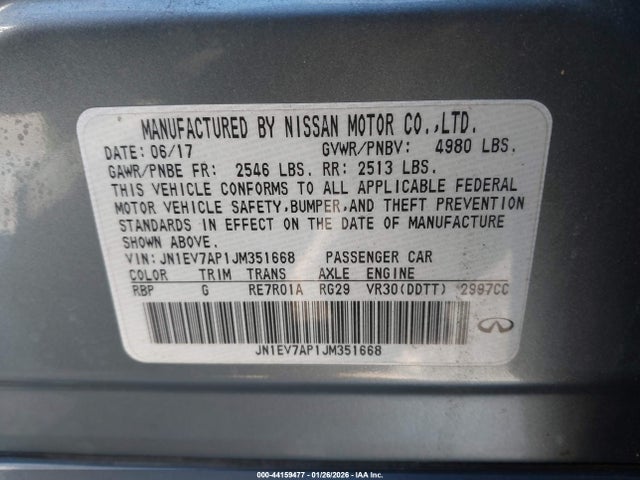 MANUFACTURED BY NISSAN MOTOR CO.,LTD.
DATE: 06/17 GVWR/PNBV: 4980 LBS.
GAWR/PNBE FR: 2546 LBS. RR: 2513 LBS.
THIS VEHICLE CONFORMS TO ALL APPLICABLE FEDERAL
MOTOR VEHICLE SAFETY,BUMPER,AND THEFT PREVENTION
STANDARDS IN EFFECT ON THE DATE OF MANUFACTURE
SHOWN ABOVE.
VIN: JN1EV7AP1JM351668 PASSENGER CAR
COLOR TRIM TRANS AXLE ENGINE
RBP G RE7R01A RG29 VR30(DDTT) 2997CC
JN1EV7AP1JM351668
000-44159477 — 01/26/2026 — IAA Inc.